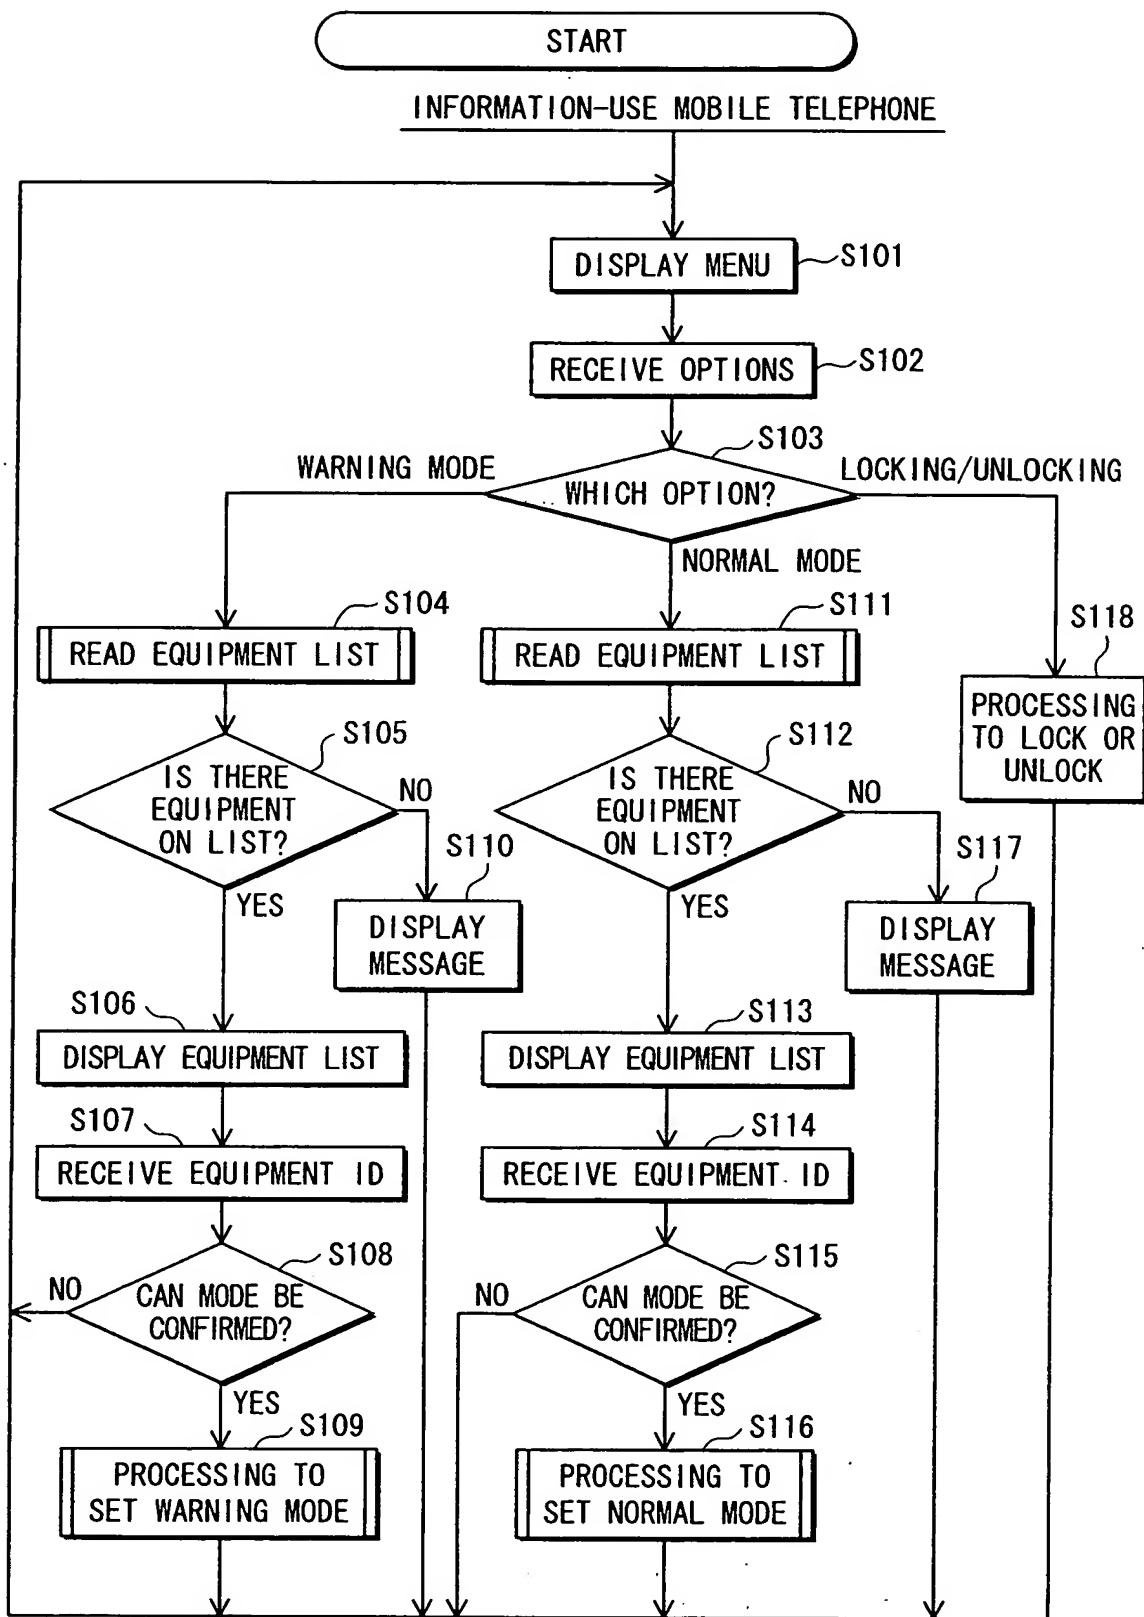 START
INFORMATION-USE MOBILE TELEPHONE
DISPLAY MENU
S101
RECEIVE OPTIONS
S102
S103
WHICH OPTION?
WARNING MODE
LOCKING/UNLOCKING
NORMAL MODE
S104
READ EQUIPMENT LIST
S105
IS THERE
EQUIPMENT
ON LIST?
NO
YES
S110
DISPLAY
MESSAGE
S106
DISPLAY EQUIPMENT LIST
S107
RECEIVE EQUIPMENT ID
S108
CAN MODE BE
CONFIRMED?
NO
YES
S109
PROCESSING TO
SET WARNING MODE
S111
READ EQUIPMENT LIST
S112
IS THERE
EQUIPMENT
ON LIST?
NO
YES
S117
DISPLAY
MESSAGE
S113
DISPLAY EQUIPMENT LIST
S114
RECEIVE EQUIPMENT ID
S115
CAN MODE BE
CONFIRMED?
NO
YES
S116
PROCESSING TO
SET NORMAL MODE
S118
PROCESSING
TO LOCK OR
UNLOCK